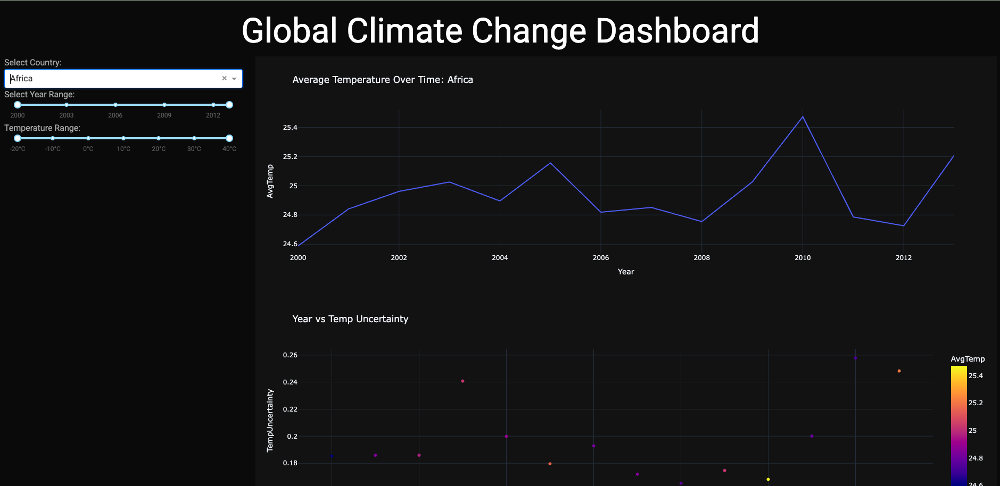 Global Climate Change Dashboard
Select Country:
Africa
Select Year Range:
2000 2003 2006 2009 2012
Temperature Range:
-20°C -10°C 0°C 10°C 20°C 30°C 40°C
Average Temperature Over Time: Africa
25.4
25.2
25
24.8
24.6
AvgTemp
2000 2002 2004 2006 2008 2010 2012
Year
Year vs Temp Uncertainty
0.26
0.24
0.22
0.2
0.18
TempUncertainty
AvgTemp
25.4
25.2
25
24.8
24.6